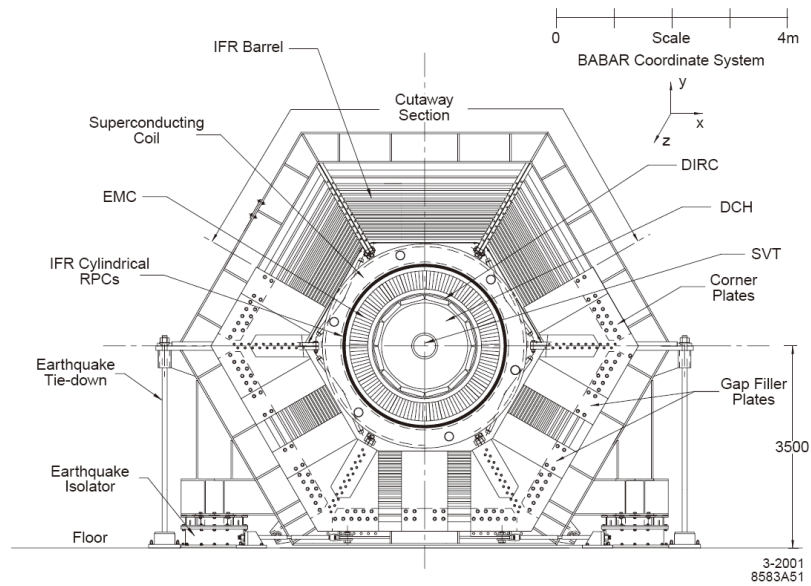 0
Scale
4m
BABAR Coordinate System
y
x
z
IFR Barrel
Cutaway
Section
Superconducting
Coil
DIRC
EMC
DCH
SVT
IFR Cylindrical
RPCs
Corner
Plates
Earthquake
Tie-down
Gap Filler
Plates
3500
Earthquake
Isolator
Floor
3-2001
8583A51